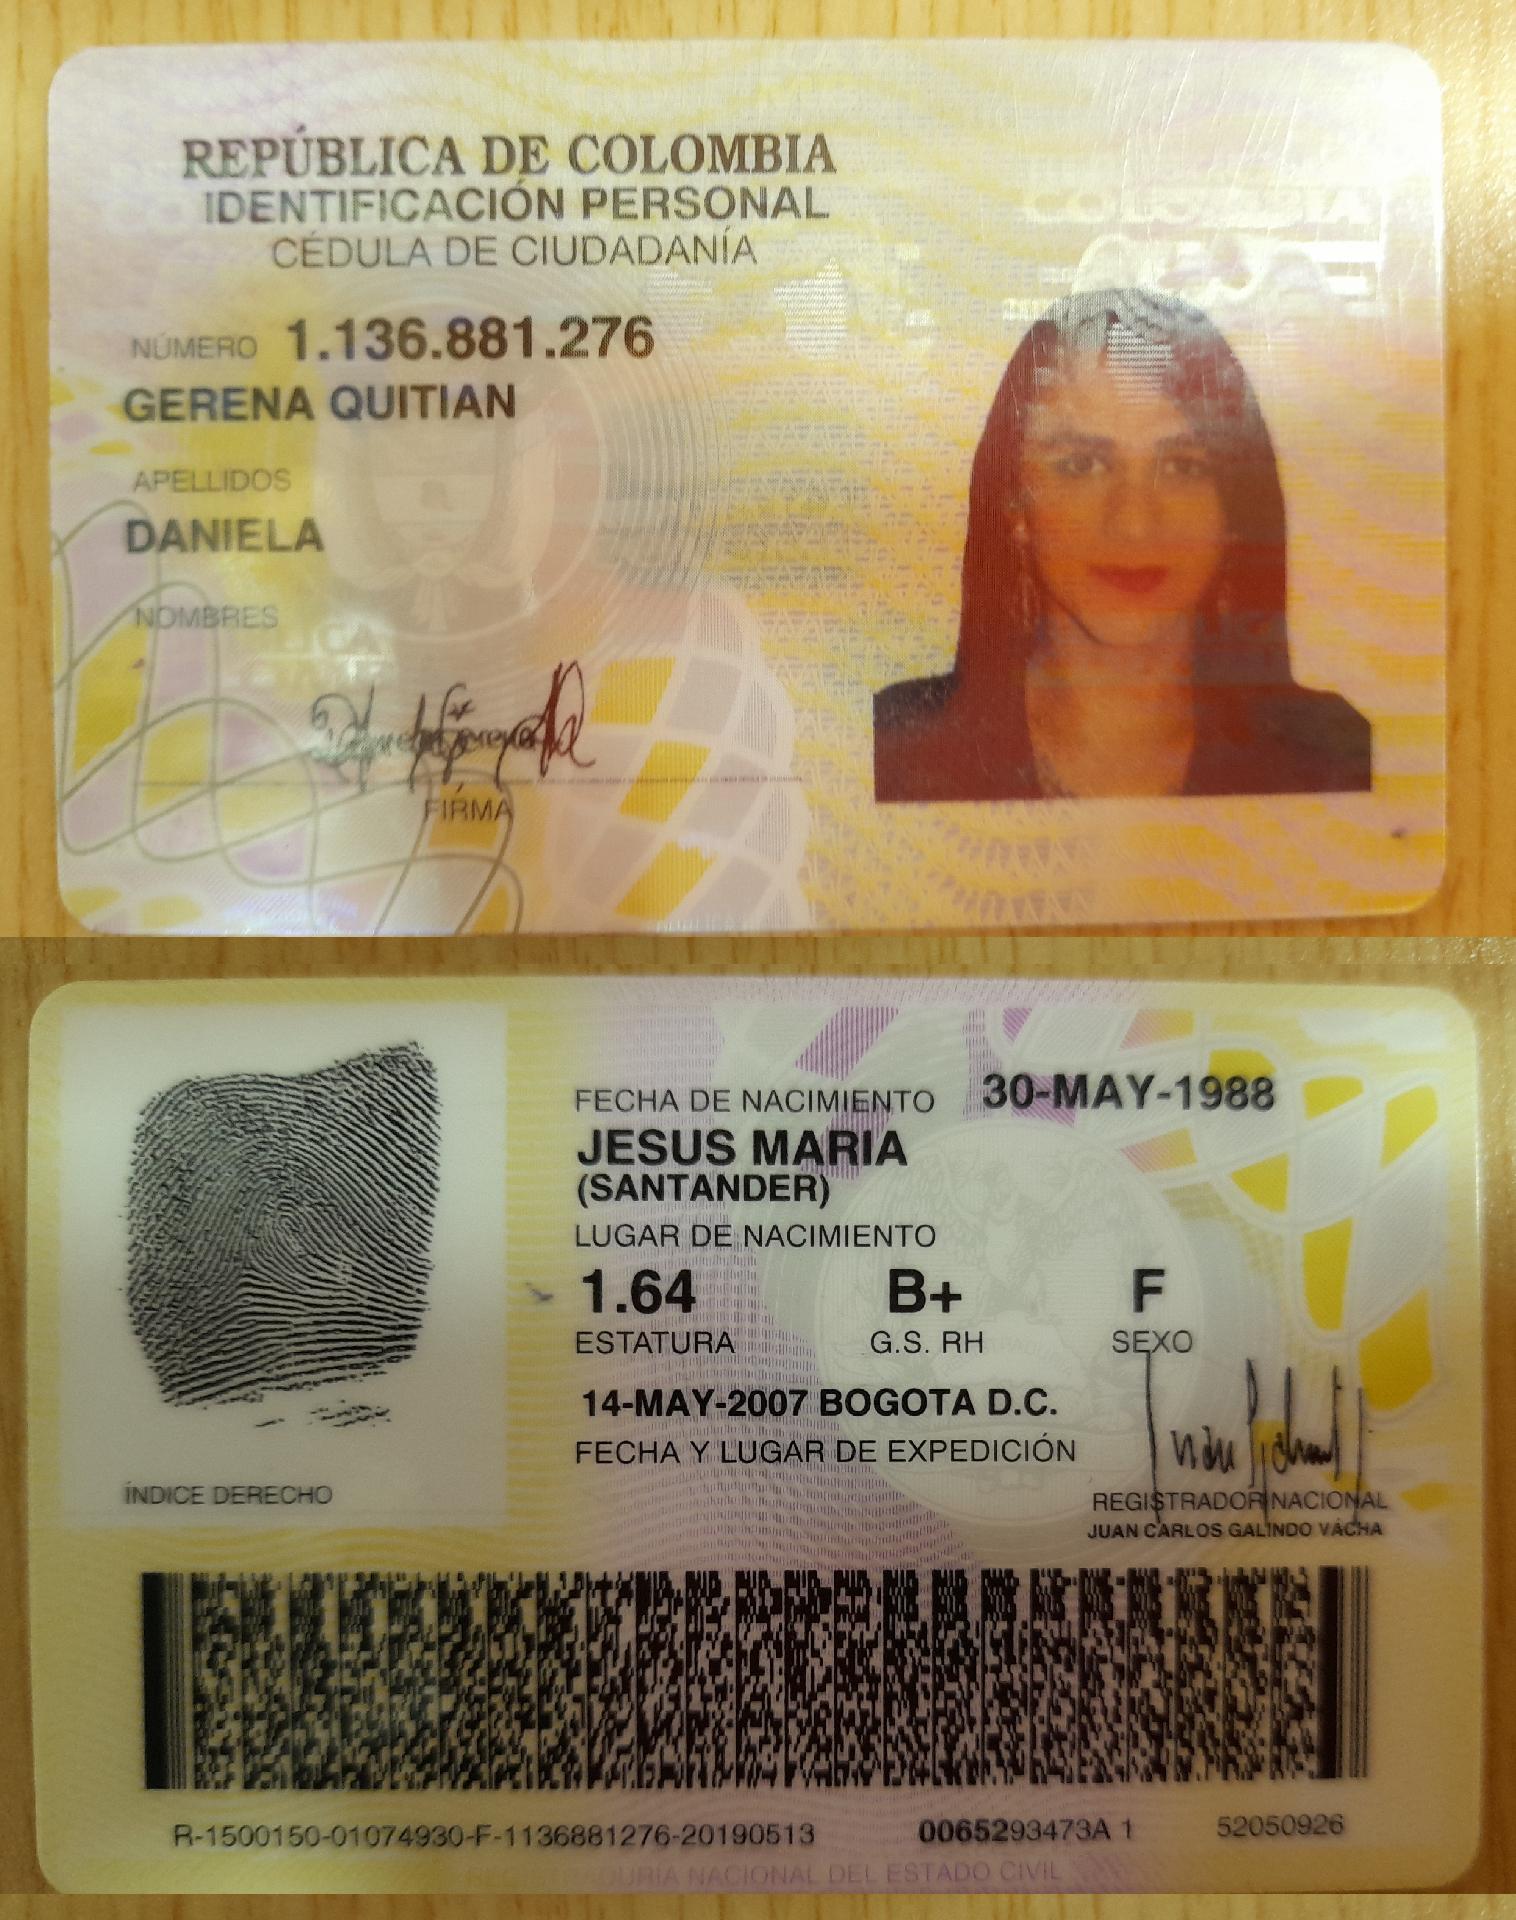 REPÚBLICA DE COLOMBIA
IDENTIFICACIÓN PERSONAL
CÉDULA DE CIUDADANÍA
NÚMERO 1.136.881.276
GERENA QUITIAN
APELLIDOS
DANIELA
NOMBRES
FIRMA
FECHA DE NACIMIENTO 30-MAY-1988
JESUS MARIA
(SANTANDER)
LUGAR DE NACIMIENTO
1.64 B+ F
ESTATURA G.S. RH SEXO
14-MAY-2007 BOGOTA D.C.
FECHA Y LUGAR DE EXPEDICIÓN
ÍNDICE DERECHO
REGISTRADOR NACIONAL
JUAN CARLOS GALINDO VÁCHA
R-1500150-01074930-F-1136881276-20190513 0065293473A 1 52050926
REGISTRADURÍA NACIONAL DEL ESTADO CIVIL